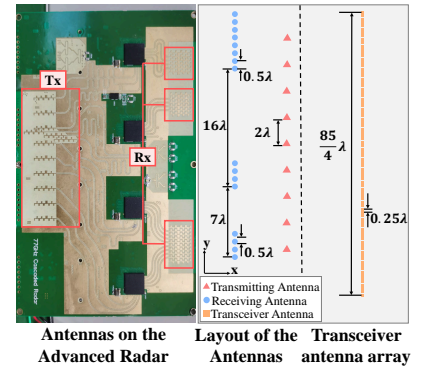 Tx
Rx
77GHz Cascaded Radar
0.5λ
16λ
2λ
7λ
0.5λ
y
x
85/4 λ
0.25λ
Transmitting Antenna
Receiving Antenna
Transceiver Antenna
Antennas on the
Advanced Radar
Layout of the
Antennas
Transceiver
antenna array